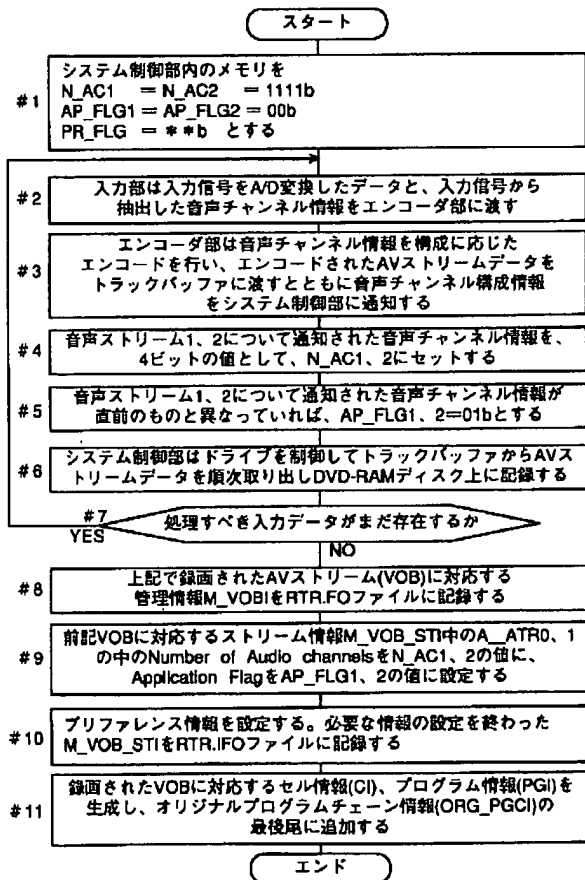 スタート
#1
システム制御部内のメモリを
N_AC1 = N_AC2 = 1111b
AP_FLG1 = AP_FLG2 = 00b
PR_FLG = **b とする
#2
入力部は入力信号をA/D変換したデータと、入力信号から
抽出した音声チャンネル情報をエンコーダ部に渡す
#3
エンコーダ部は音声チャンネル情報を構成に応じた
エンコードを行い、エンコードされたAVストリームデータを
トラックバッファに渡すとともに音声チャンネル構成情報
をシステム制御部に通知する
#4
音声ストリーム1、2について通知された音声チャンネル情報を、
4ビットの値として、N_AC1、2にセットする
#5
音声ストリーム1、2について通知された音声チャンネル情報が
直前のものと異なっていれば、AP_FLG1、2=01bとする
#6
システム制御部はドライブを制御してトラックバッファからAVス
トリームデータを順次取り出しDVD-RAMディスク上に記録する
#7
処理すべき入力データがまだ存在するか
YES
NO
#8
上記で録画されたAVストリーム(VOB)に対応する
管理情報M_VOBIをRTR.IFOファイルに記録する
#9
前記VOBに対応するストリーム情報M_VOB_STI中のA__ATR0、1
の中のNumber of Audio channelsをN_AC1、2の値に、
Application FlagをAP_FLG1、2の値に設定する
#10
プリファレンス情報を設定する。必要な情報の設定を終わった
M_VOB_STIをRTR.IFOファイルに記録する
#11
録画されたVOBに対応するセル情報(CI)、プログラム情報(PGI)を
生成し、オリジナルプログラムチェーン情報(ORG_PGCI)の
最後尾に追加する
エンド